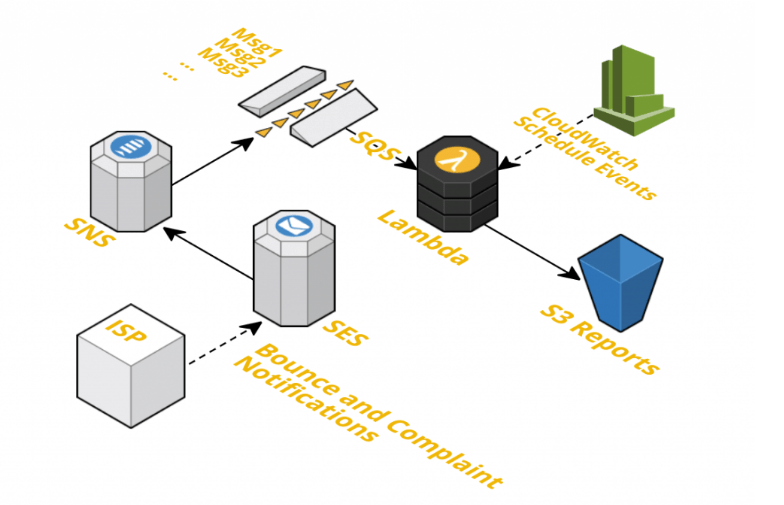 Msg1
Msg2
Msg3
...
...
SQS
CloudWatch
Schedule Events
SNS
Lambda
SES
S3 Reports
ISP
Bounce and Complaint
Notifications